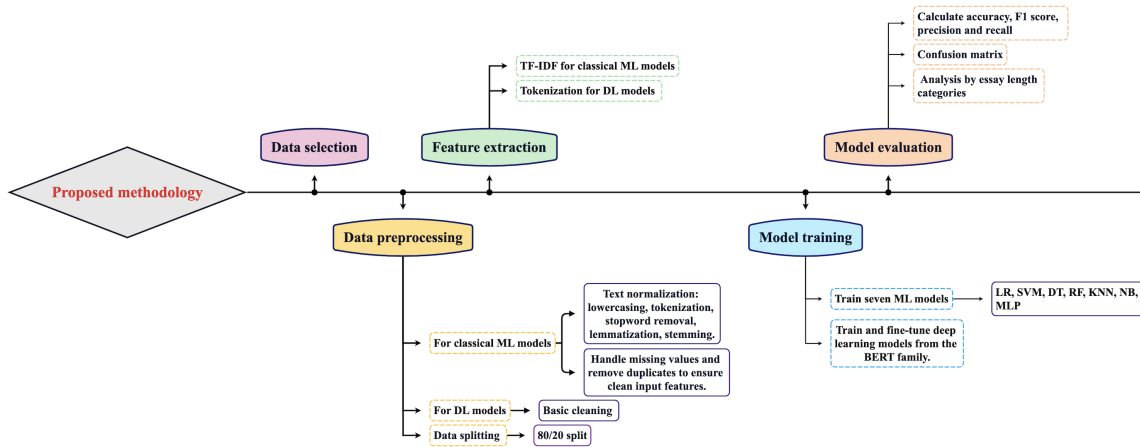 Proposed methodology
Data selection
Data preprocessing
For classical ML models
Text normalization:
lowercasing, tokenization,
stopword removal,
lemmatization, stemming.
Handle missing values and
remove duplicates to ensure
clean input features.
For DL models
Basic cleaning
Data splitting
80/20 split
Feature extraction
TF-IDF for classical ML models
Tokenization for DL models
Model training
Train seven ML models
LR, SVM, DT, RF, KNN, NB,
MLP
Train and fine-tune deep
learning models from the
BERT family.
Model evaluation
Calculate accuracy, F1 score,
precision and recall
Confusion matrix
Analysis by essay length
categories